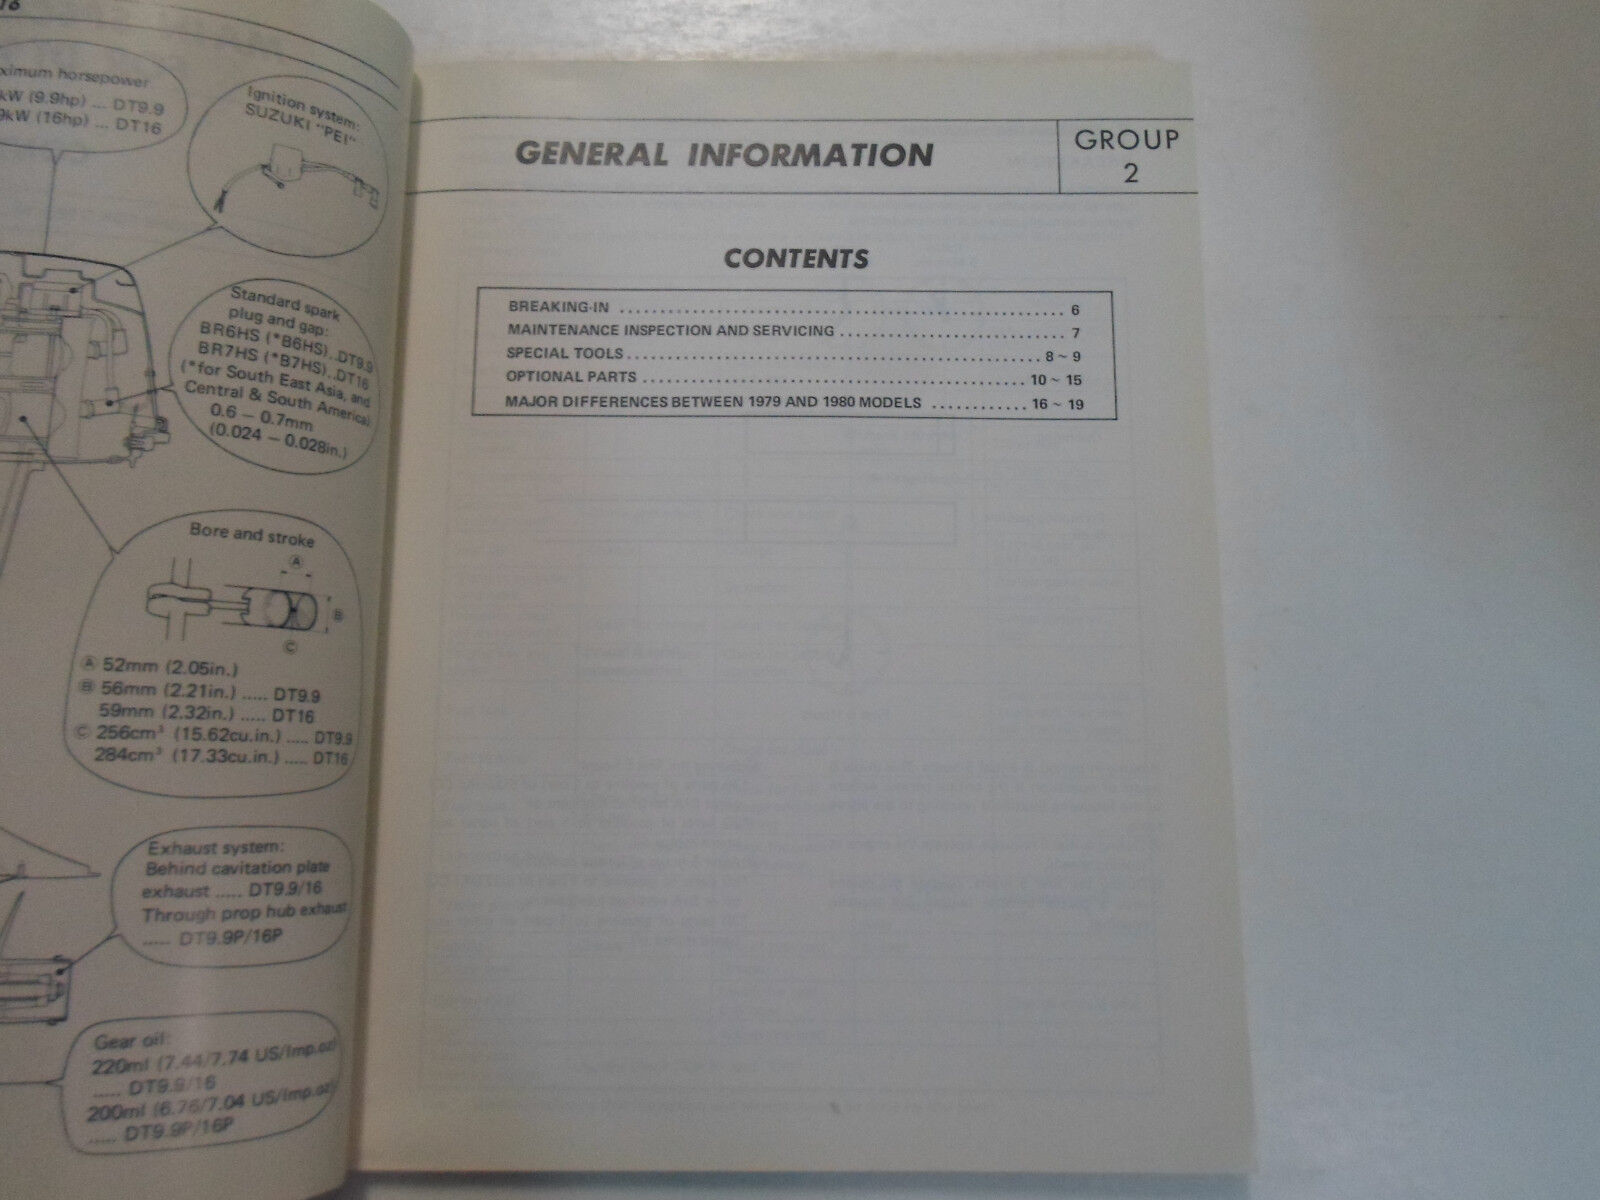 16
ximum horsepower
kW (9.9hp) ... DT9.9
9kW (16hp) ... DT16
Ignition system:
SUZUKI "PEI"
Standard spark
plug and gap:
BR6HS (*B6HS)..DT9.9
BR7HS (*B7HS)..DT16
(*for South East Asia, and
Central & South America)
0.6 – 0.7mm
(0.024 – 0.028in.)
Bore and stroke
Ⓐ
Ⓑ
Ⓒ
Ⓐ 52mm (2.05in.)
Ⓑ 56mm (2.21in.) ..... DT9.9
59mm (2.32in.) ..... DT16
Ⓒ 256cm³ (15.62cu.in.) ..... DT9.9
284cm³ (17.33cu.in.) ..... DT16
Exhaust system:
Behind cavitation plate
exhaust ..... DT9.9/16
Through prop hub exhaust
..... DT9.9P/16P
Gear oil:
220ml (7.44/7.74 US/Imp.oz)
..... DT9.9/16
200ml (6.76/7.04 US/Imp.oz)
..... DT9.9P/16P
GENERAL INFORMATION
GROUP
2
CONTENTS
BREAKING-IN ........................................................ 6
MAINTENANCE INSPECTION AND SERVICING ............................ 7
SPECIAL TOOLS .................................................... 8 ~ 9
OPTIONAL PARTS ................................................ 10 ~ 15
MAJOR DIFFERENCES BETWEEN 1979 AND 1980 MODELS ............ 16 ~ 19